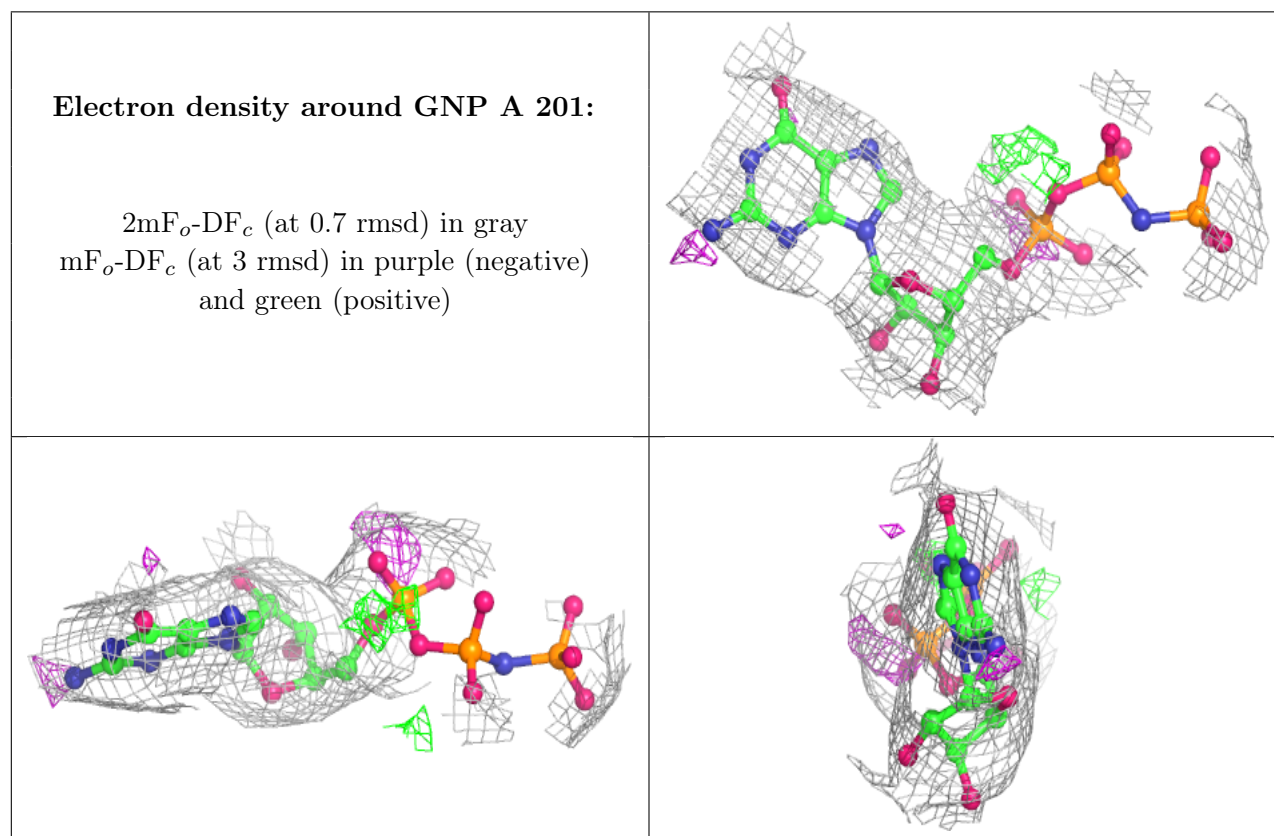 Electron density around GNP A 201:
2mFo-DFc (at 0.7 rmsd) in gray
mFo-DFc (at 3 rmsd) in purple (negative)
and green (positive)